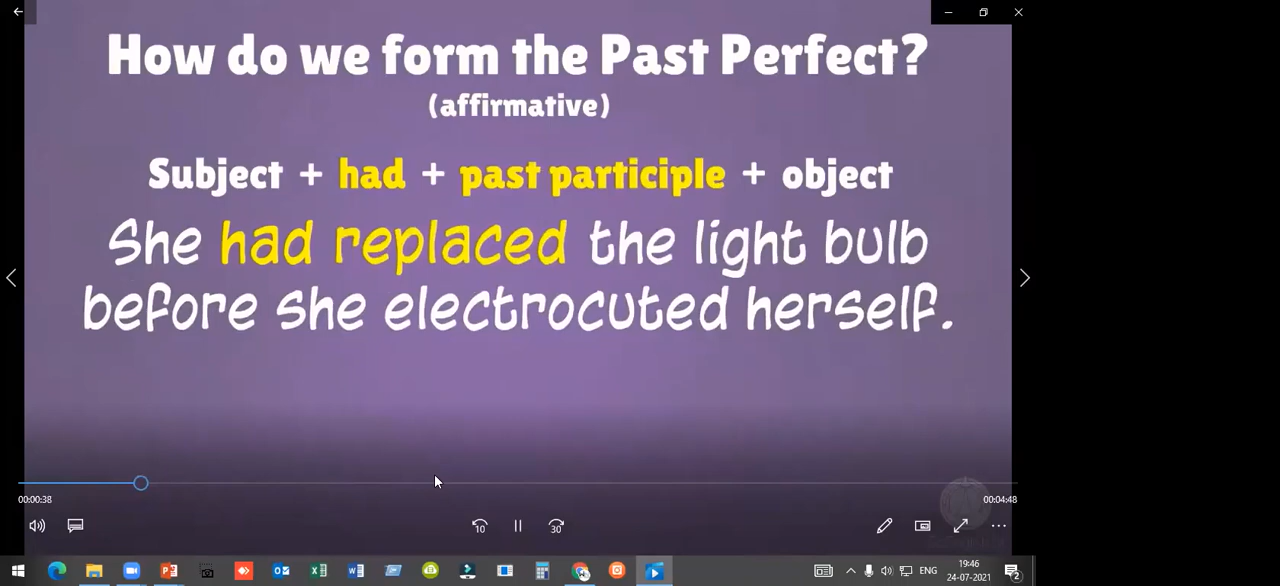 How do we form the Past Perfect?
(affirmative)
Subject + had + past participle + object
She had replaced the light bulb
before she electrocuted herself.
00:00:38
00:04:48
10
30
ENG
19:46
24-07-2021
2